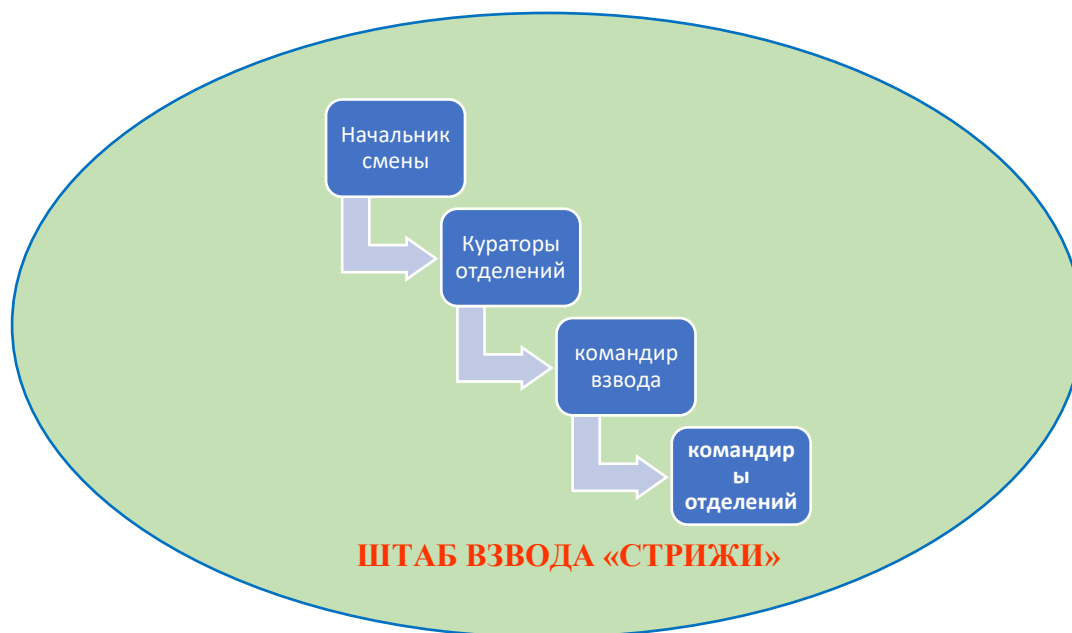 Начальник
смены
Кураторы
отделений
командир
взвода
командир
ы
отделений
ШТАБ ВЗВОДА «СТРИЖИ»